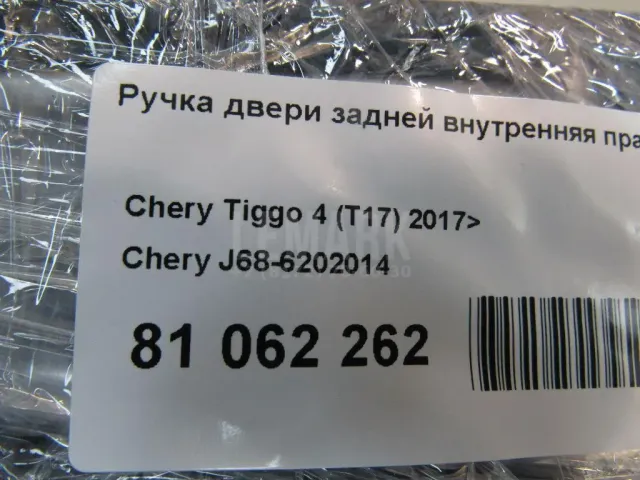 Ручка двери задней внутренняя пра
Chery Tiggo 4 (T17) 2017>
Chery J68-6202014
81 062 262